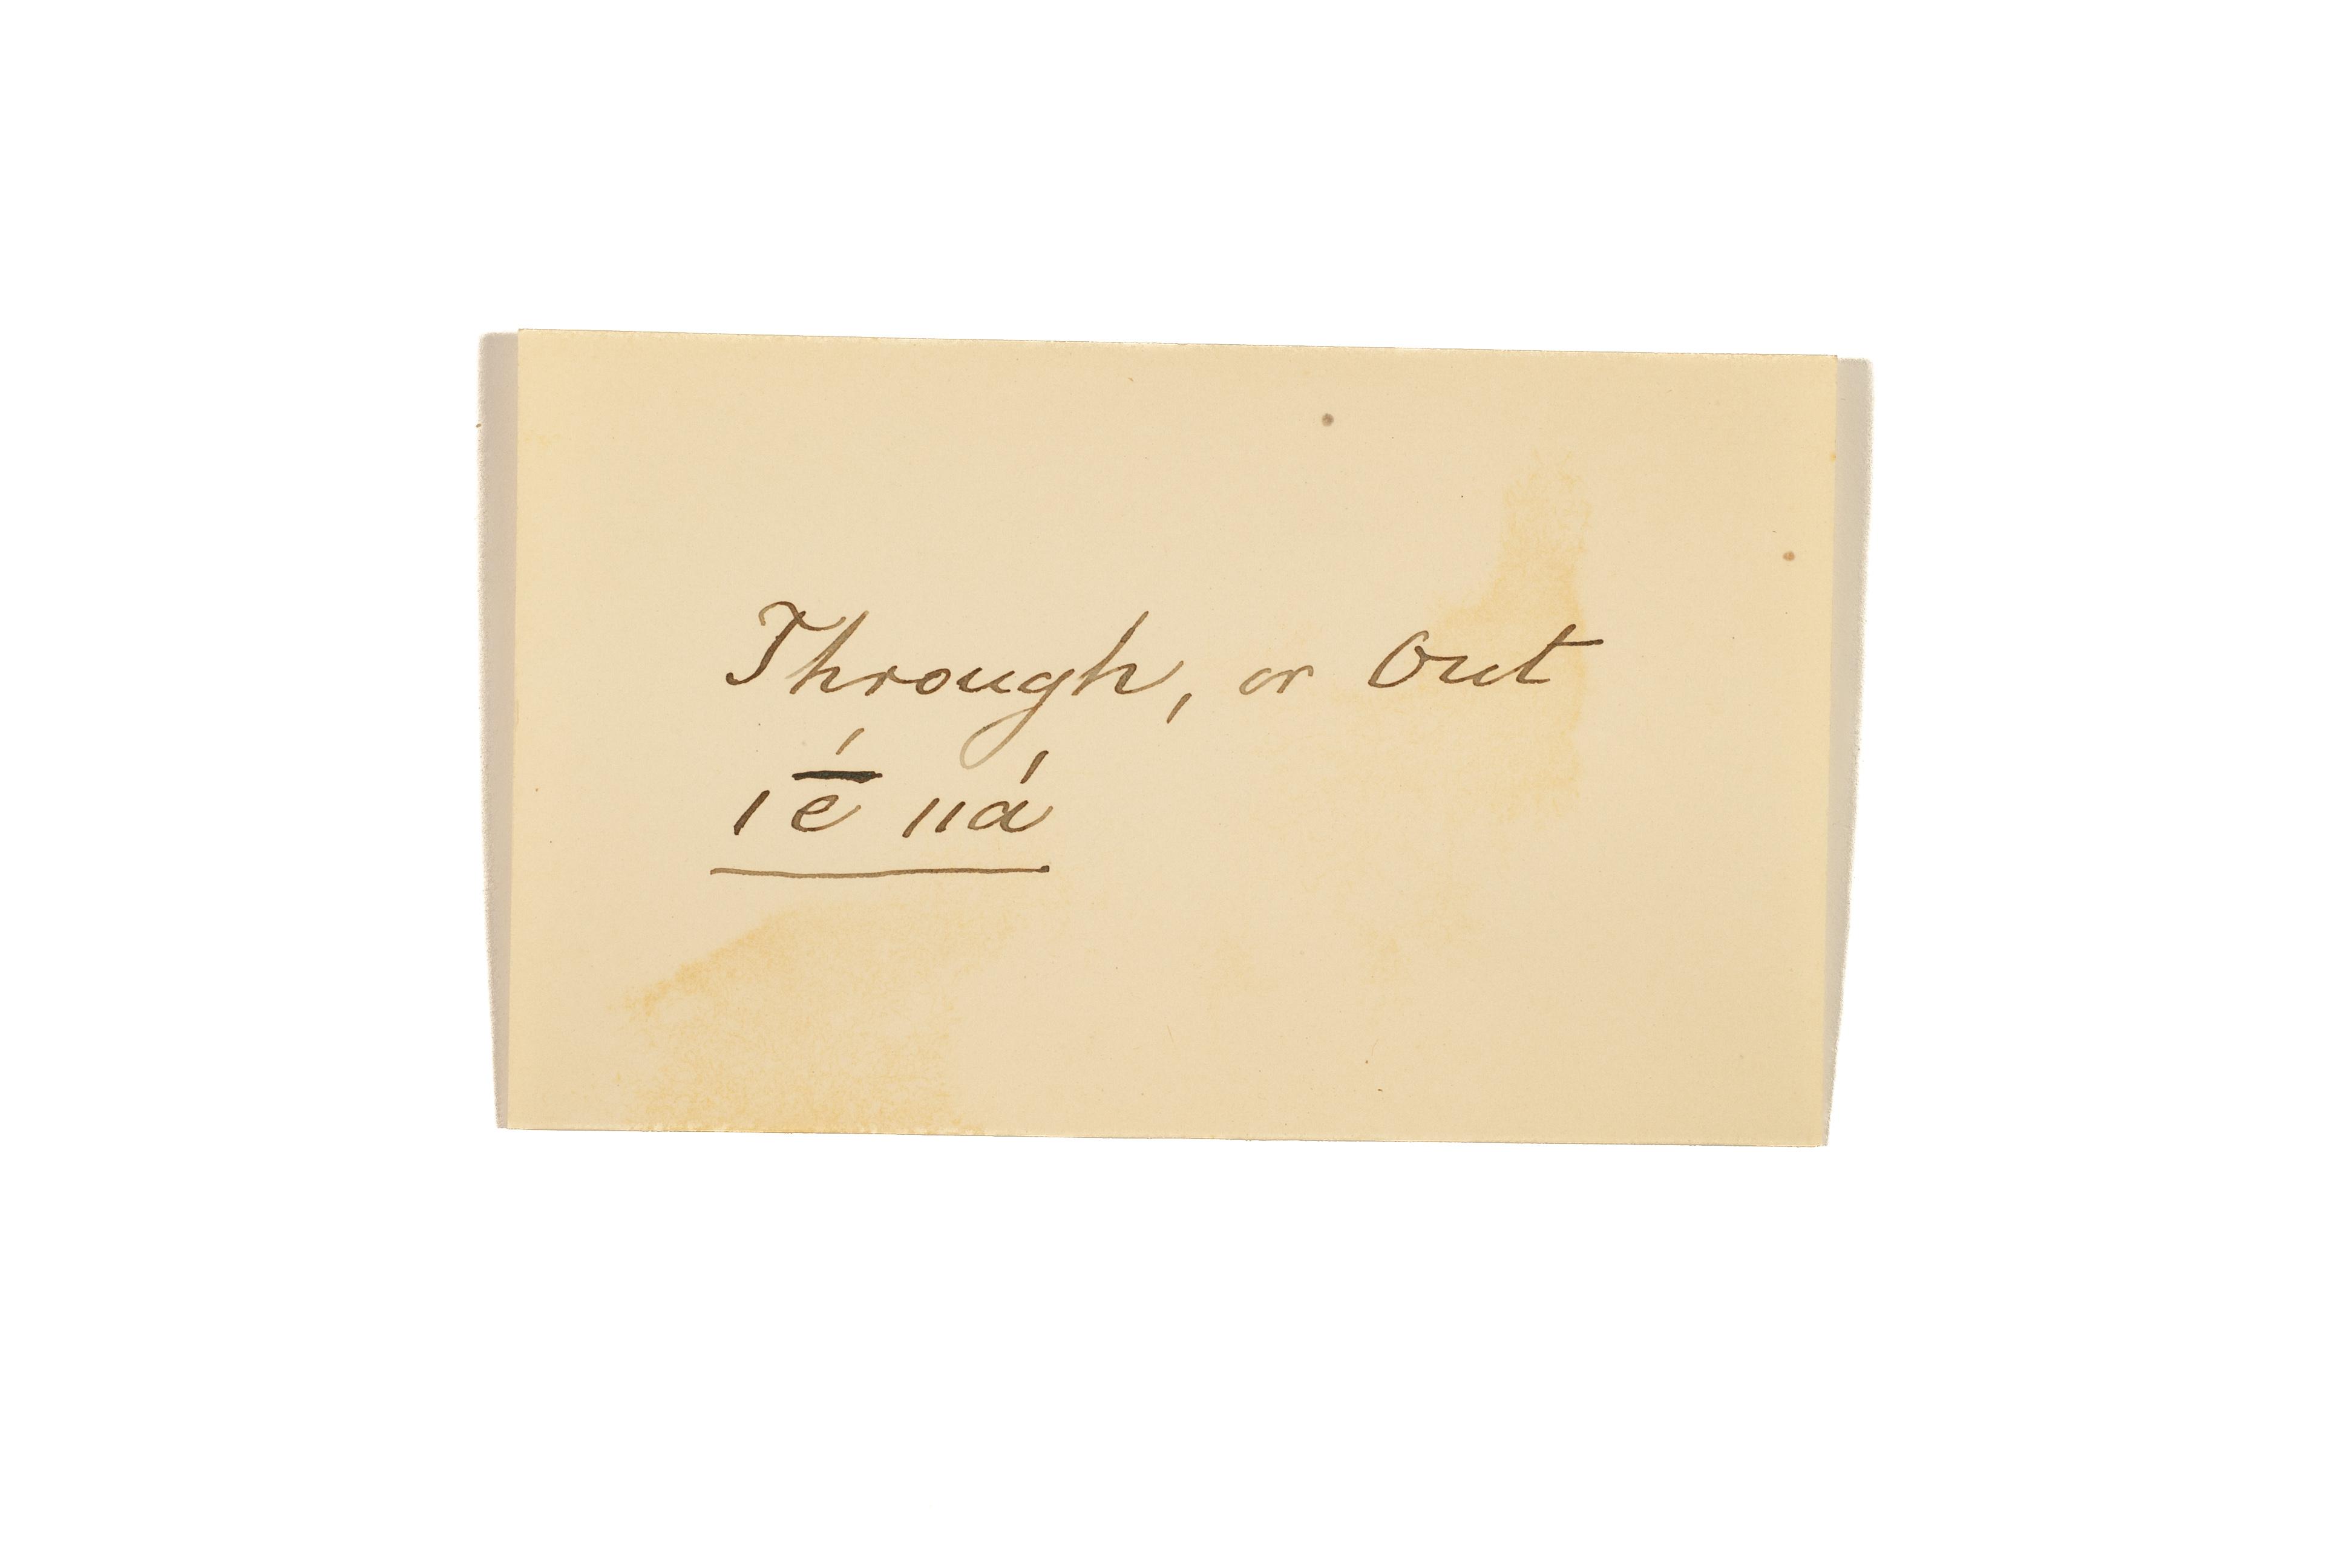 Through, or Out
ıḗ ııá